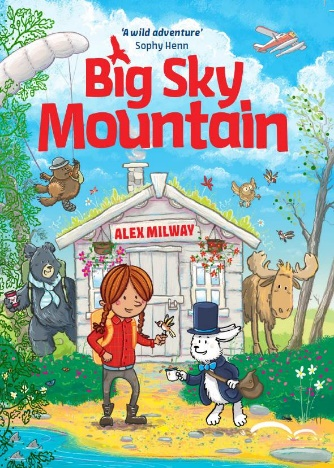 'A wild adventure'
Sophy Henn
Big Sky
Mountain
ALEX MILWAY